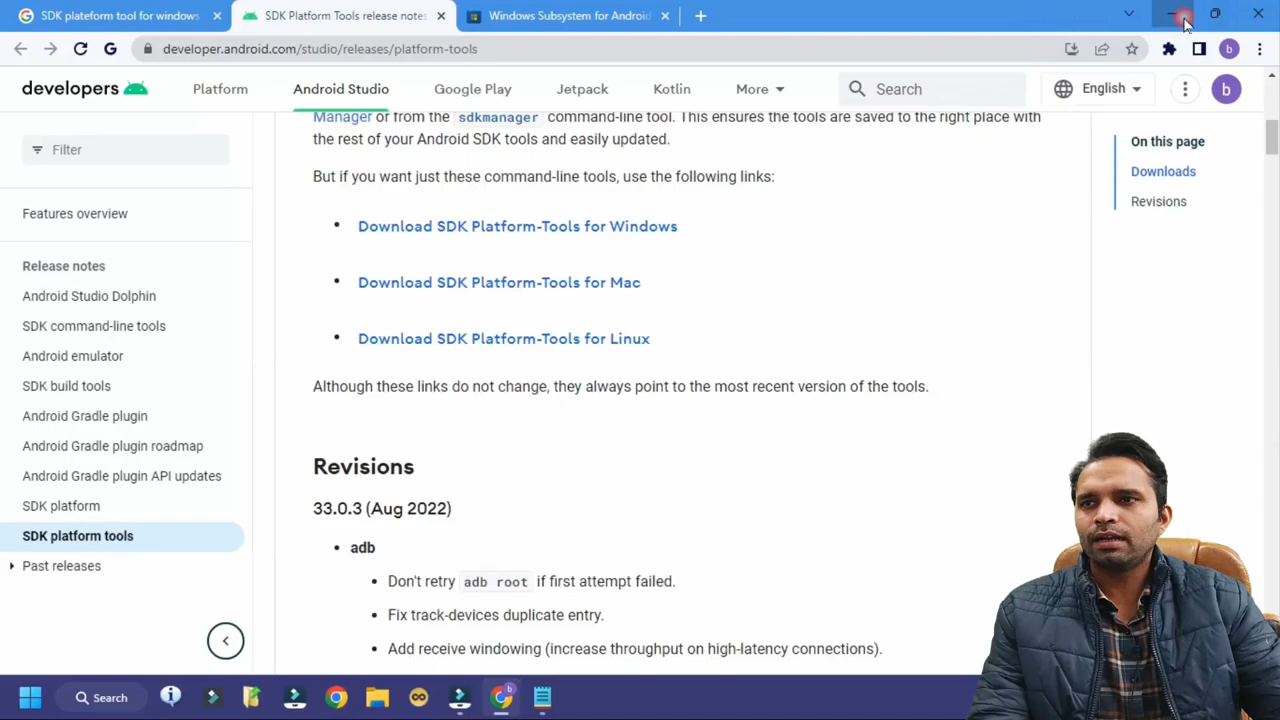 SDK plateform tool for windows
SDK Platform Tools release notes
Windows Subsystem for Android
developer.android.com/studio/releases/platform-tools
b
developers
Platform
Android Studio
Google Play
Jetpack
Kotlin
More
Search
English
b
Filter
Features overview
Release notes
Android Studio Dolphin
SDK command-line tools
Android emulator
SDK build tools
Android Gradle plugin
Android Gradle plugin roadmap
Android Gradle plugin API updates
SDK platform
SDK platform tools
Past releases
Manager or from the sdkmanager command-line tool. This ensures the tools are saved to the right place with
the rest of your Android SDK tools and easily updated.
But if you want just these command-line tools, use the following links:
• Download SDK Platform-Tools for Windows
• Download SDK Platform-Tools for Mac
• Download SDK Platform-Tools for Linux
Although these links do not change, they always point to the most recent version of the tools.
Revisions
33.0.3 (Aug 2022)
• adb
• Don't retry adb root if first attempt failed.
• Fix track-devices duplicate entry.
• Add receive windowing (increase throughput on high-latency connections).
On this page
Downloads
Revisions
Search